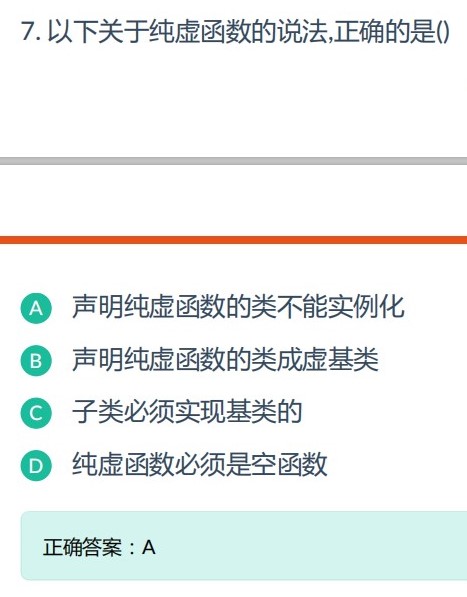 7. 以下关于纯虚函数的说法,正确的是()
A 声明纯虚函数的类不能实例化
B 声明纯虚函数的类成虚基类
C 子类必须实现基类的
D 纯虚函数必须是空函数
正确答案：A